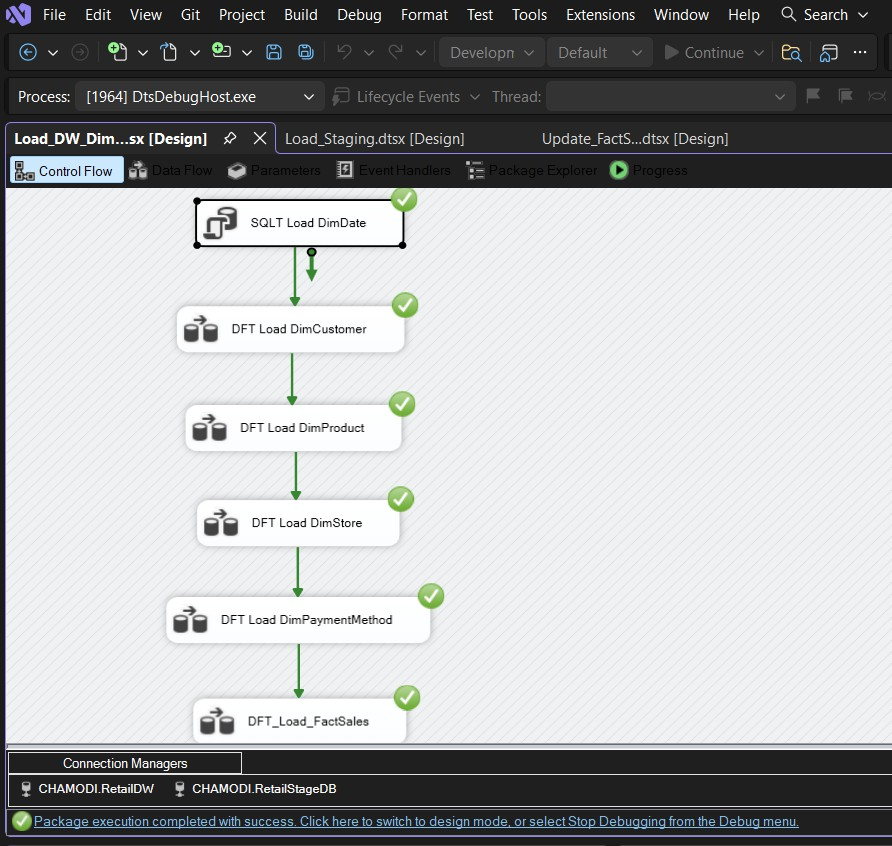 File Edit View Git Project Build Debug Format Test Tools Extensions Window Help Search
Developn Default Continue
Process: [1964] DtsDebugHost.exe Lifecycle Events Thread:
Load_DW_Dim...sx [Design] Load_Staging.dtsx [Design] Update_FactS...dtsx [Design]
Control Flow Data Flow Parameters Event Handlers Package Explorer Progress
SQLT Load DimDate
DFT Load DimCustomer
DFT Load DimProduct
DFT Load DimStore
DFT Load DimPaymentMethod
DFT_Load_FactSales
Connection Managers
CHAMODI.RetailDW CHAMODI.RetailStageDB
Package execution completed with success. Click here to switch to design mode, or select Stop Debugging from the Debug menu.